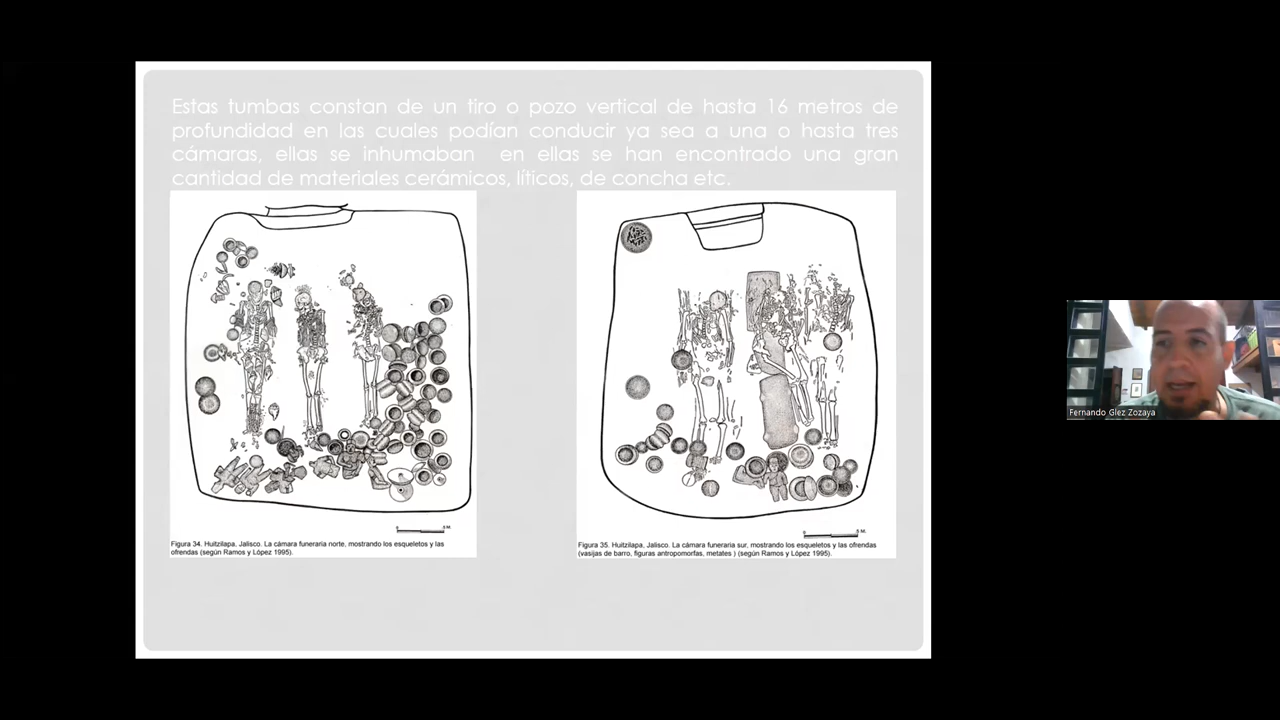 Estas tumbas constan de un tiro o pozo vertical de hasta 16 metros de
profundidad en las cuales podían conducir ya sea a una o hasta tres
cámaras, ellas se inhumaban en ellas se han encontrado una gran
cantidad de materiales cerámicos, líticos, de concha etc.
Figura 34. Huitzilapa, Jalisco. La cámara funeraria norte, mostrando los esqueletos y las
ofrendas (según Ramos y López 1995).
Figura 35. Huitzilapa, Jalisco. La cámara funeraria sur, mostrando los esqueletos y las ofrendas
(vasijas de barro, figuras antropomorfas, metates ) (según Ramos y López 1995).
Fernando Glez Zozaya